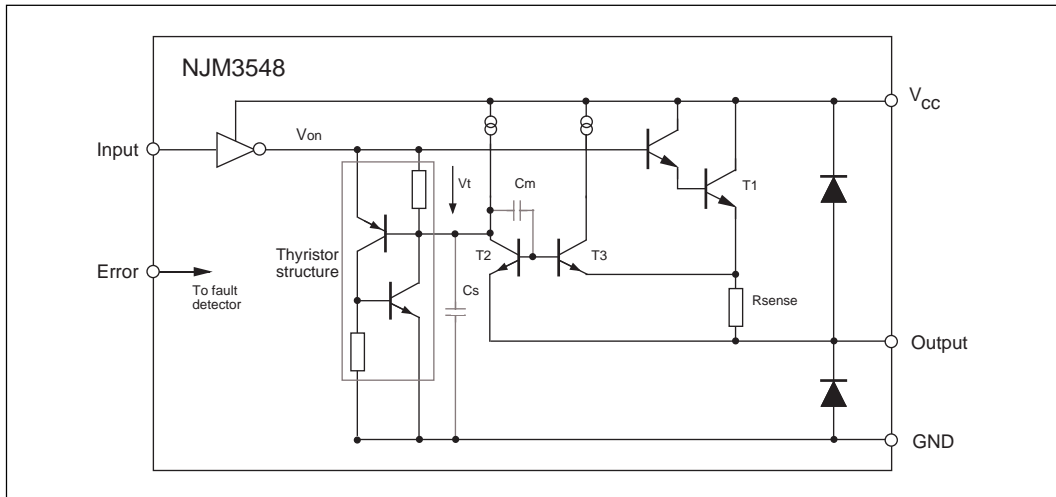 NJM3548
VCC
Input
Von
Vt
Cm
T1
Thyristor
structure
T2
T3
Error
To fault
detector
Cs
Rsense
Output
GND